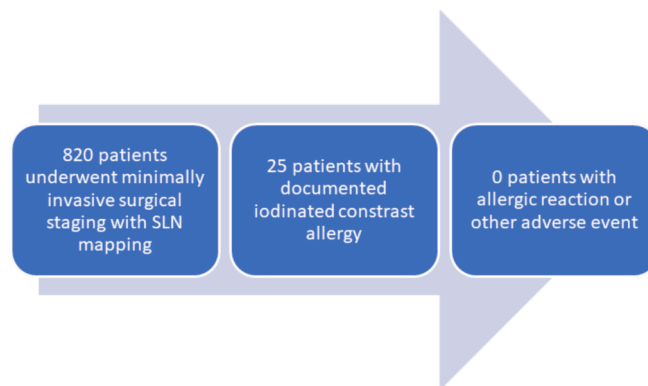 820 patients
underwent minimally
invasive surgical
staging with SLN
mapping
25 patients with
documented
iodinated constrast
allergy
0 patients with
allergic reaction or
other adverse event